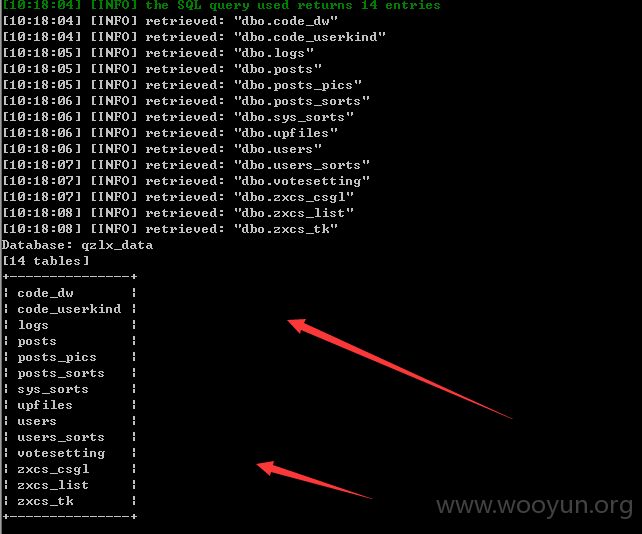 [10:18:04] [INFO] the SQL query used returns 14 entries
[10:18:04] [INFO] retrieved: "dbo.code_dw"
[10:18:04] [INFO] retrieved: "dbo.code_userkind"
[10:18:05] [INFO] retrieved: "dbo.logs"
[10:18:05] [INFO] retrieved: "dbo.posts"
[10:18:05] [INFO] retrieved: "dbo.posts_pics"
[10:18:06] [INFO] retrieved: "dbo.posts_sorts"
[10:18:06] [INFO] retrieved: "dbo.sys_sorts"
[10:18:06] [INFO] retrieved: "dbo.upfiles"
[10:18:06] [INFO] retrieved: "dbo.users"
[10:18:07] [INFO] retrieved: "dbo.users_sorts"
[10:18:07] [INFO] retrieved: "dbo.votesetting"
[10:18:07] [INFO] retrieved: "dbo.zxcs_csgl"
[10:18:08] [INFO] retrieved: "dbo.zxcs_list"
[10:18:08] [INFO] retrieved: "dbo.zxcs_tk"
Database: qzlx_data
[14 tables]
+---------------+
¦ code_dw       ¦
¦ code_userkind ¦
¦ logs          ¦
¦ posts         ¦
¦ posts_pics    ¦
¦ posts_sorts   ¦
¦ sys_sorts     ¦
¦ upfiles       ¦
¦ users         ¦
¦ users_sorts   ¦
¦ votesetting   ¦
¦ zxcs_csgl     ¦
¦ zxcs_list     ¦
¦ zxcs_tk       ¦
+---------------+
www.wooyun.org